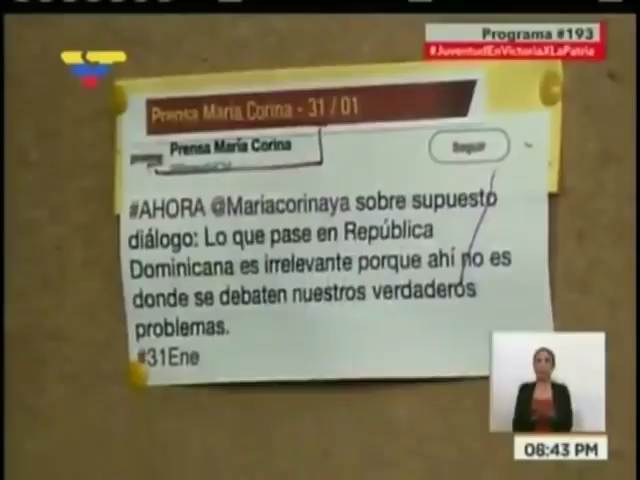 Programa #193
#JuventudEnVictoriaXLaPatria
Prensa María Corina - 31 / 01
Prensa María Corina
Seguir
#AHORA @Mariacorinaya sobre supuesto
diálogo: Lo que pase en República
Dominicana es irrelevante porque ahí no es
donde se debaten nuestros verdaderos
problemas.
#31Ene
08:43 PM